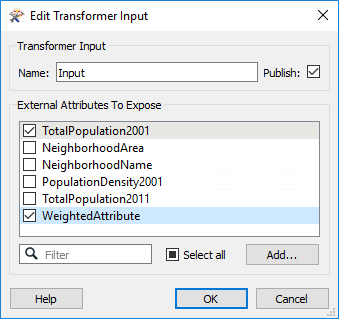 Edit Transformer Input
Transformer Input
Name: Input Publish:
External Attributes To Expose
TotalPopulation2001
NeighborhoodArea
NeighborhoodName
PopulationDensity2001
TotalPopulation2011
WeightedAttribute
Filter Select all Add...
Help OK Cancel